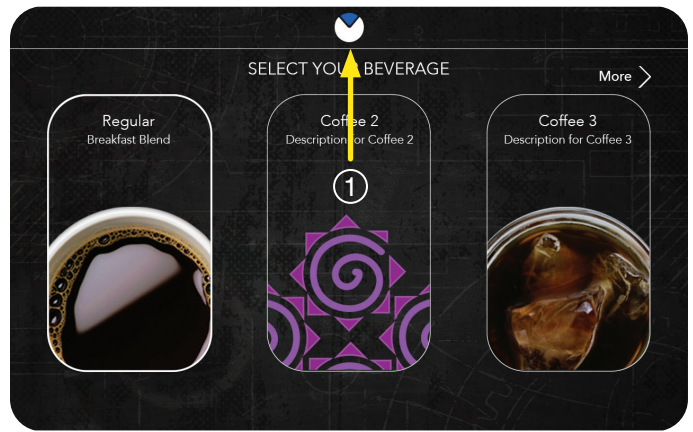 SELECT YOUR BEVERAGE
More
Regular
Breakfast Blend
Coffee 2
Description for Coffee 2
Coffee 3
Description for Coffee 3
1